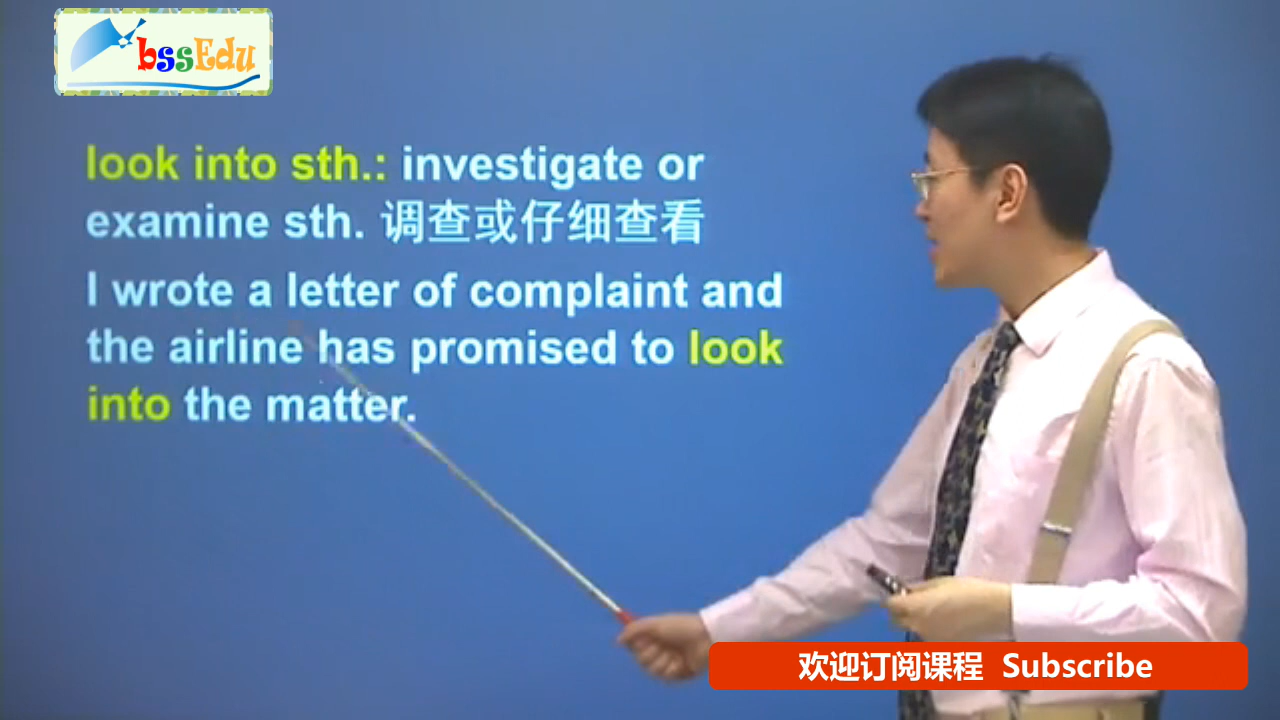 bssEdu
look into sth.: investigate or
examine sth. 调查或仔细查看
I wrote a letter of complaint and
the airline has promised to look
into the matter.
欢迎订阅课程 Subscribe